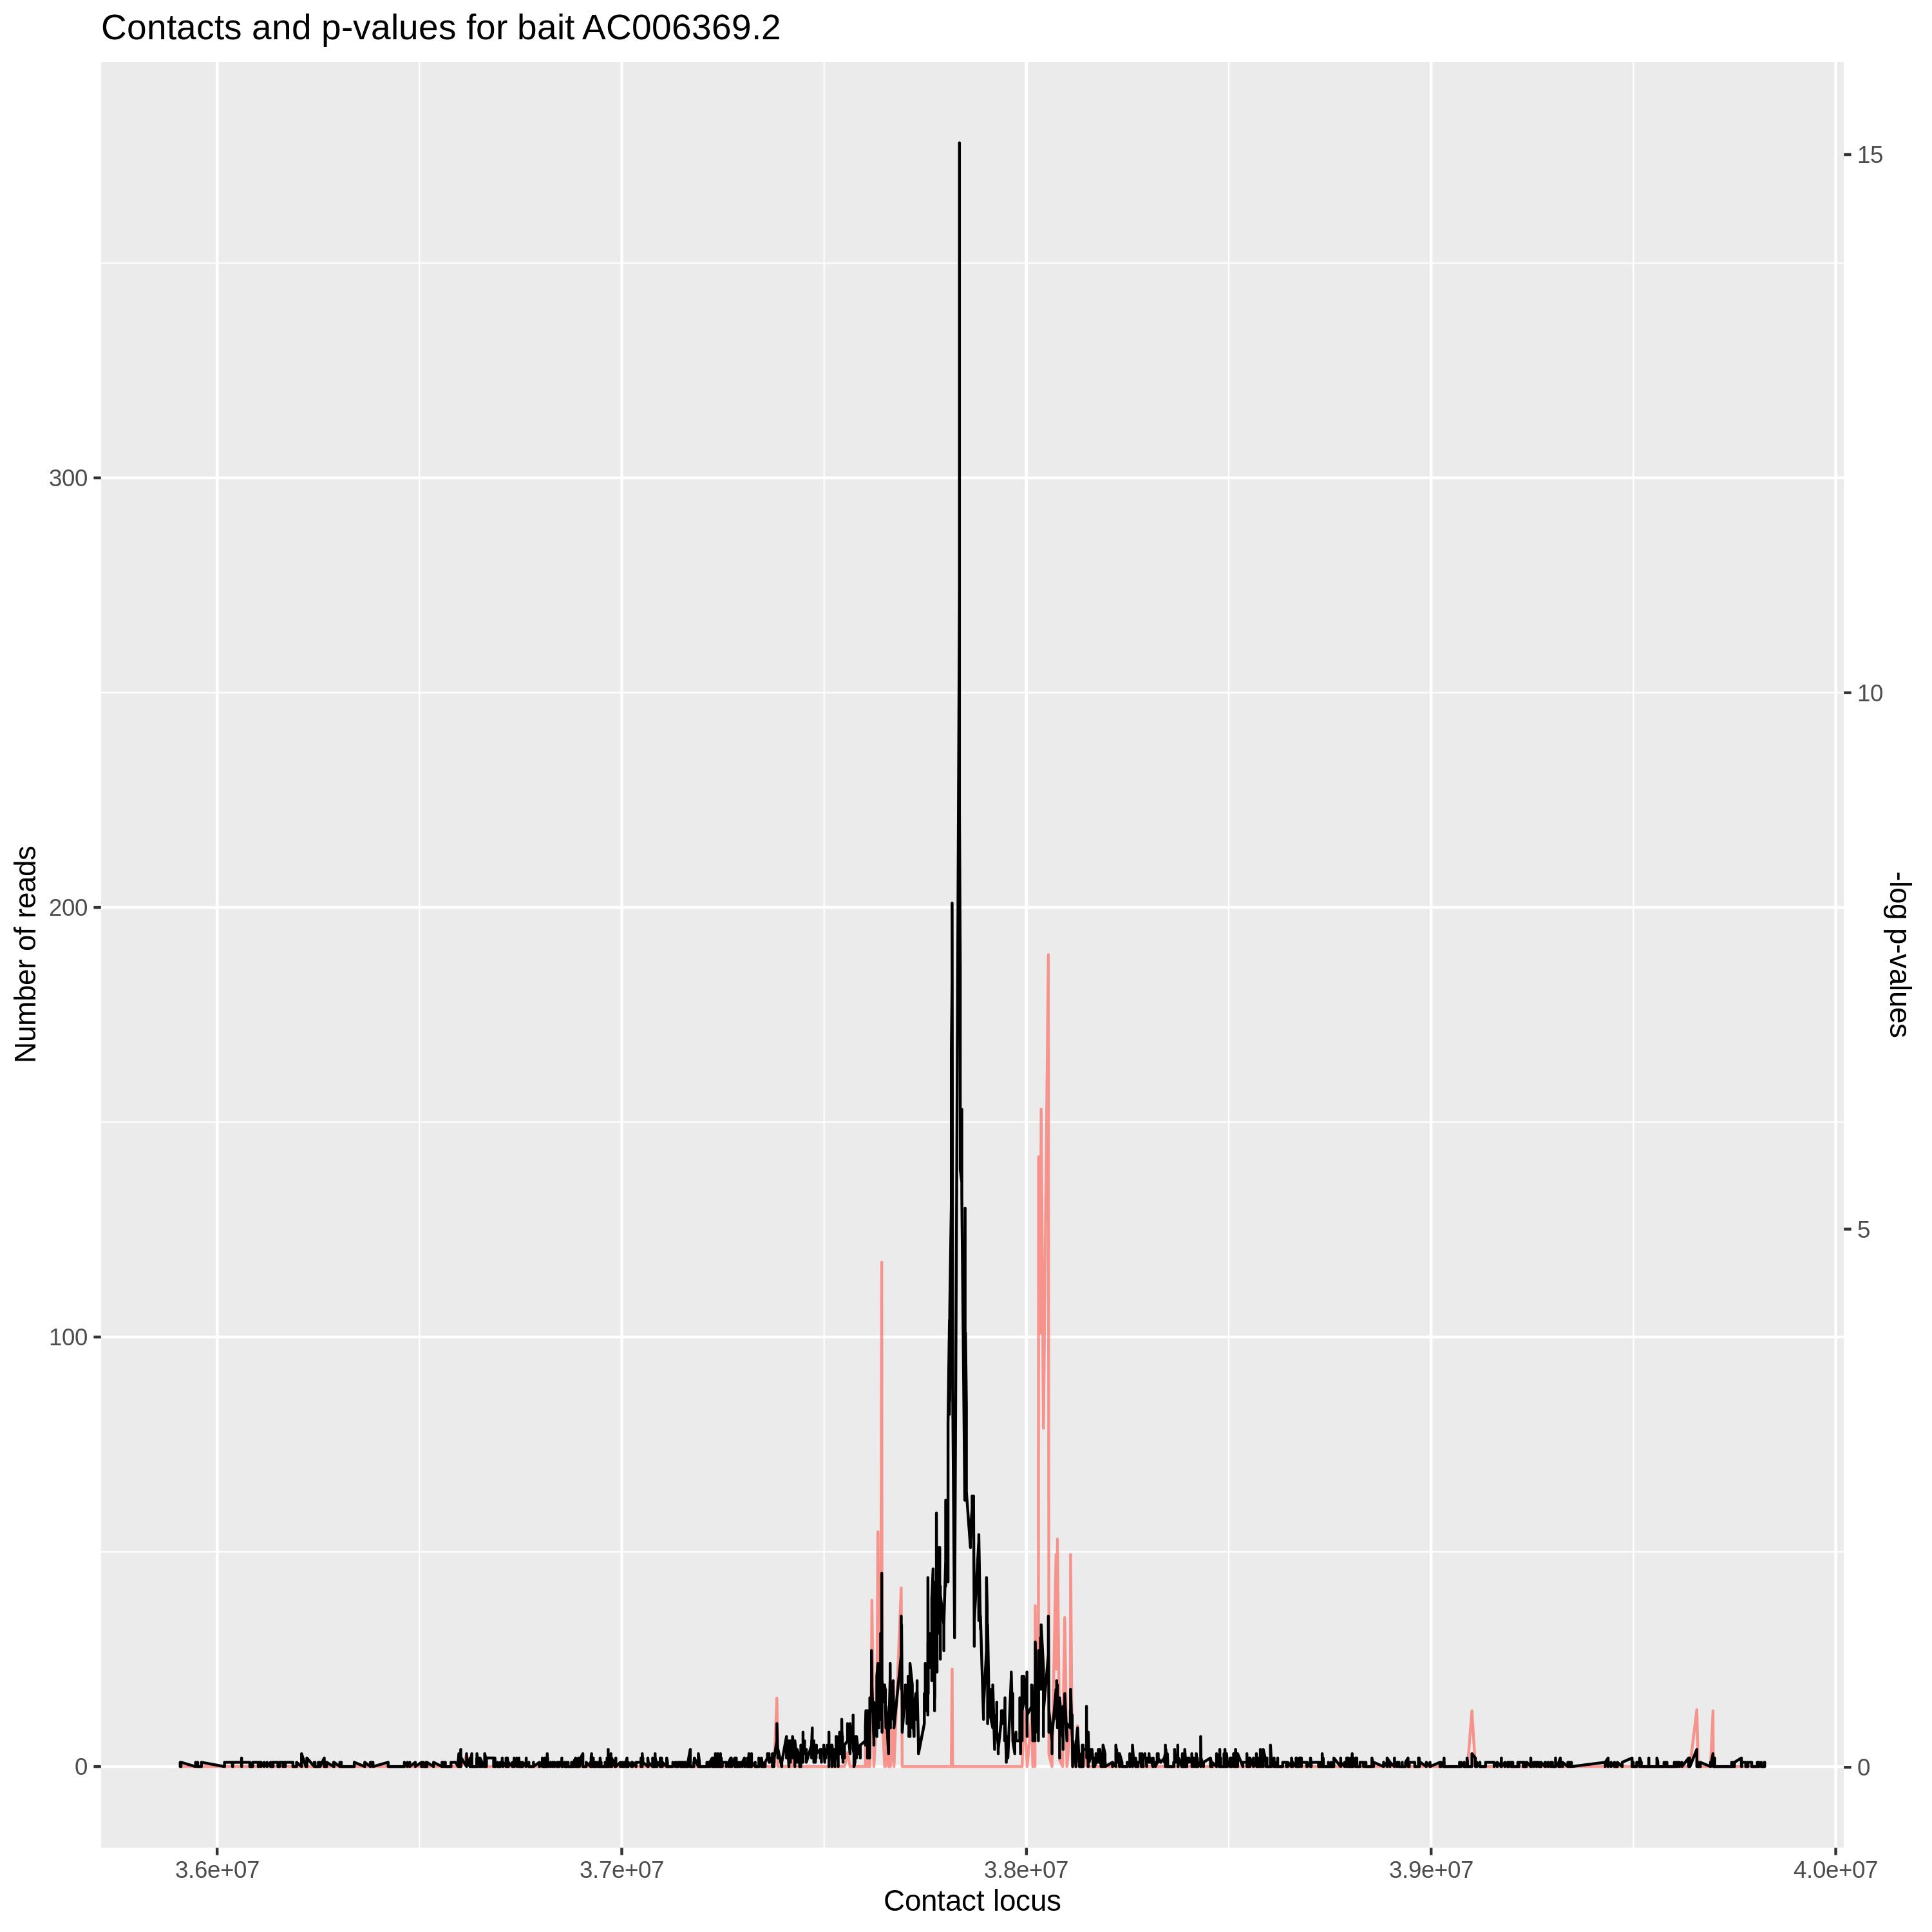 Contacts and p-values for bait AC006369.2
Number of reads
300
200
100
0
15
10
5
0
-log p-values
3.6e+07 3.7e+07 3.8e+07 3.9e+07 4.0e+07
Contact locus